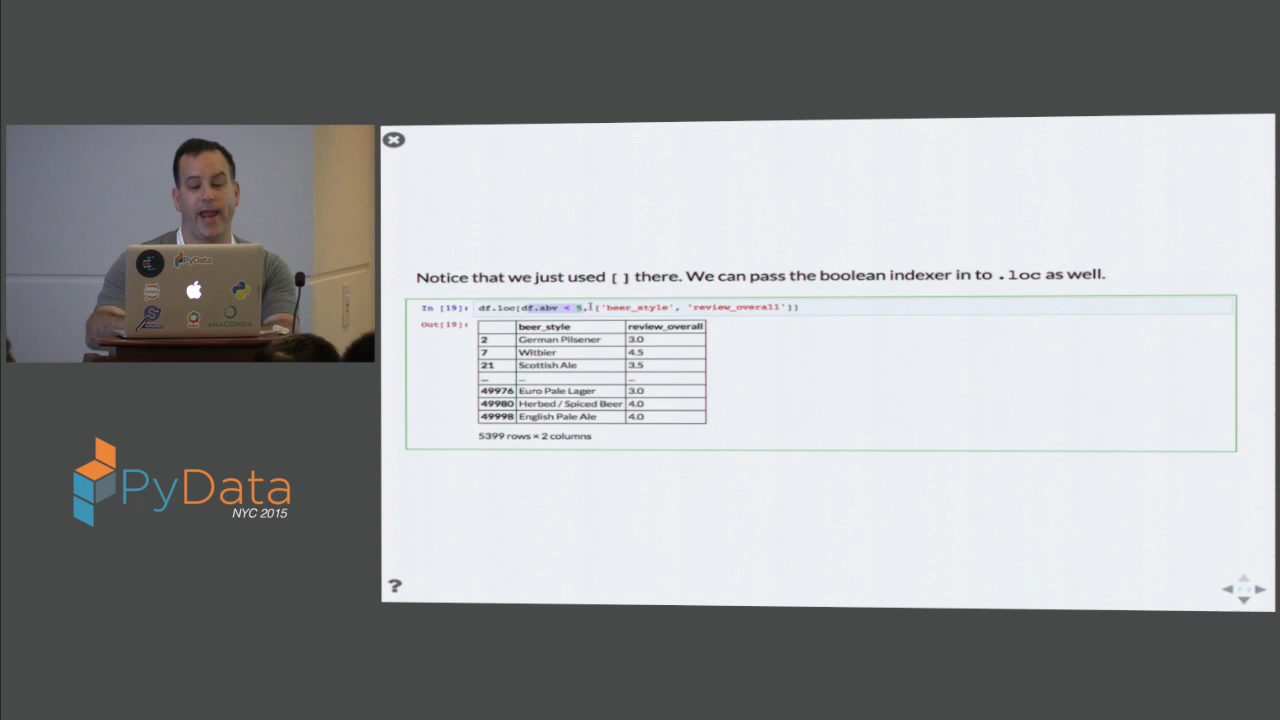 Notice that we just used [ ] there. We can pass the boolean indexer in to .loc as well.
In [19]: df.loc[df.abv < 5, ['beer_style', 'review_overall']]
Out[19]:
beer_style review_overall
2 German Pilsener 3.0
7 Witbier 4.5
21 Scottish Ale 3.5
... ... ...
49976 Euro Pale Lager 3.0
49980 Herbed / Spiced Beer 4.0
49998 English Pale Ale 4.0
5399 rows × 2 columns
?
PyData
ANACONDA
PyData
NYC 2015